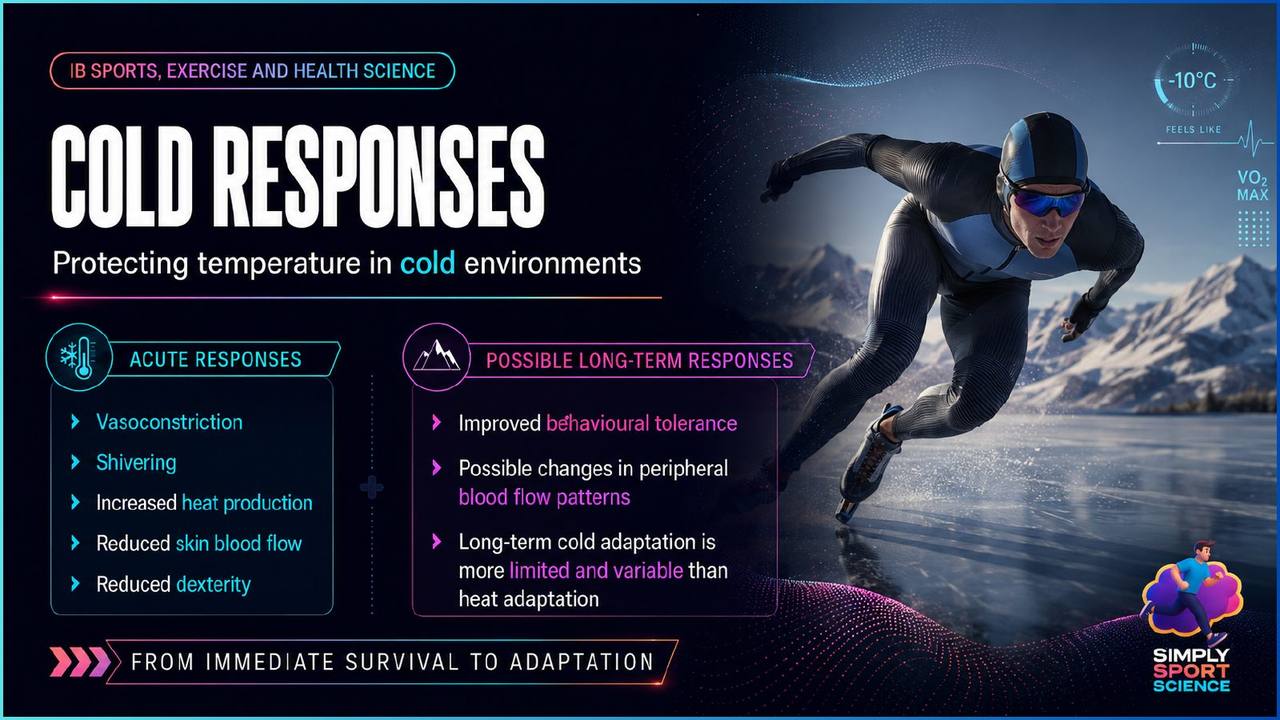 IB SPORTS, EXERCISE AND HEALTH SCIENCE
COLD RESPONSES
Protecting temperature in cold environments
ACUTE RESPONSES
Vasoconstriction
Shivering
Increased heat production
Reduced skin blood flow
Reduced dexterity
POSSIBLE LONG-TERM RESPONSES
Improved behavioural tolerance
Possible changes in peripheral
blood flow patterns
Long-term cold adaptation is
more limited and variable than
heat adaptation
FROM IMMEDIATE SURVIVAL TO ADAPTATION
-10°C
FEELS LIKE
VO₂
MAX
SIMPLY
SPORT
SCIENCE